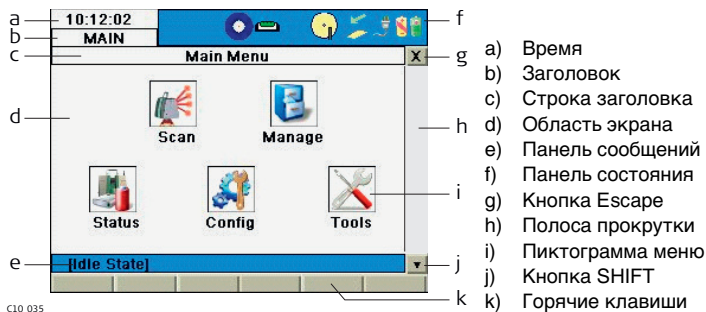 a
10:12:02
f
b
MAIN
c
Main Menu
X
g
d
Scan
Manage
h
Status
Config
Tools
i
e
[Idle State]
j
k
C10 035
a) Время
b) Заголовок
c) Строка заголовка
d) Область экрана
e) Панель сообщений
f) Панель состояния
g) Кнопка Escape
h) Полоса прокрутки
i) Пиктограмма меню
j) Кнопка SHIFT
k) Горячие клавиши